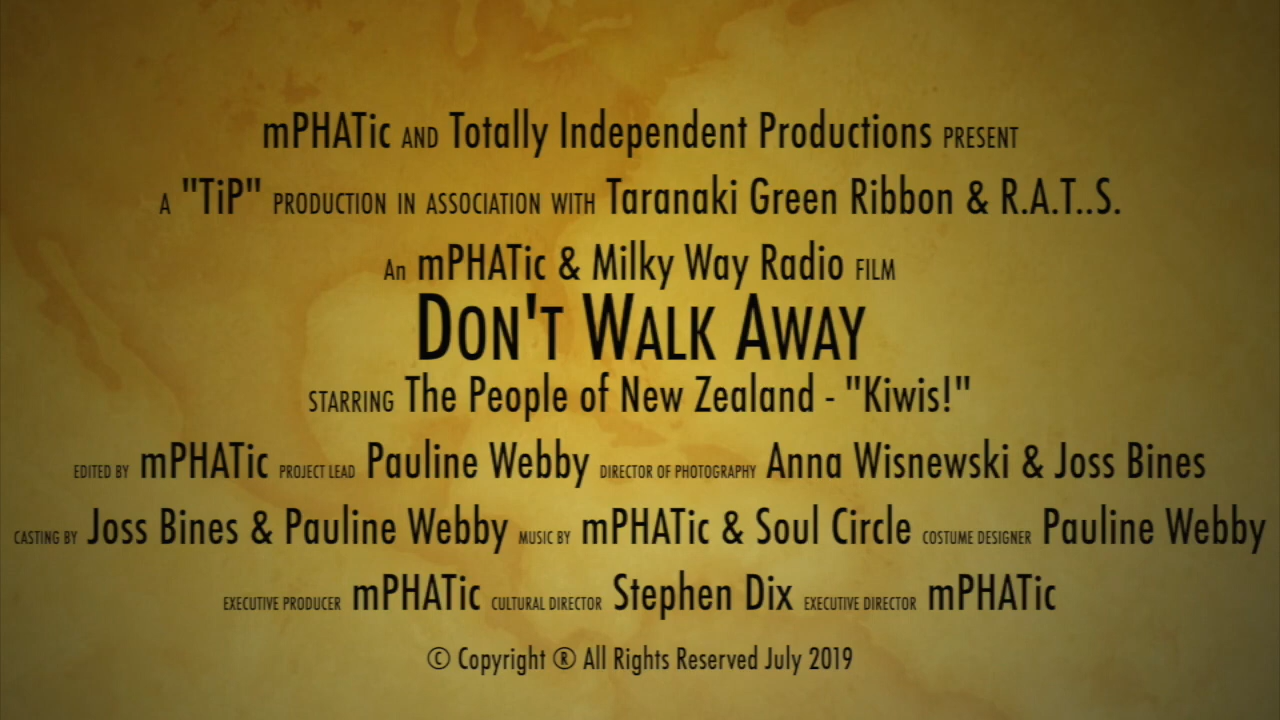 mPHATic AND Totally Independent Productions PRESENT
A "TiP" PRODUCTION IN ASSOCIATION WITH Taranaki Green Ribbon & R.A.T..S.
An mPHATic & Milky Way Radio FILM
DON'T WALK AWAY
STARRING The People of New Zealand - "Kiwis!"
EDITED BY mPHATic PROJECT LEAD Pauline Webby DIRECTOR OF PHOTOGRAPHY Anna Wisnewski & Joss Bines
CASTING BY Joss Bines & Pauline Webby MUSIC BY mPHATic & Soul Circle COSTUME DESIGNER Pauline Webby
EXECUTIVE PRODUCER mPHATic CULTURAL DIRECTOR Stephen Dix EXECUTIVE DIRECTOR mPHATic
© Copyright ® All Rights Reserved July 2019